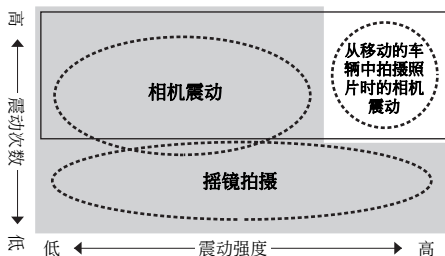 高
震动次数
低
相机震动
从移动的车
辆中拍摄照
片时的相机
震动
摇镜拍摄
低
震动强度
高